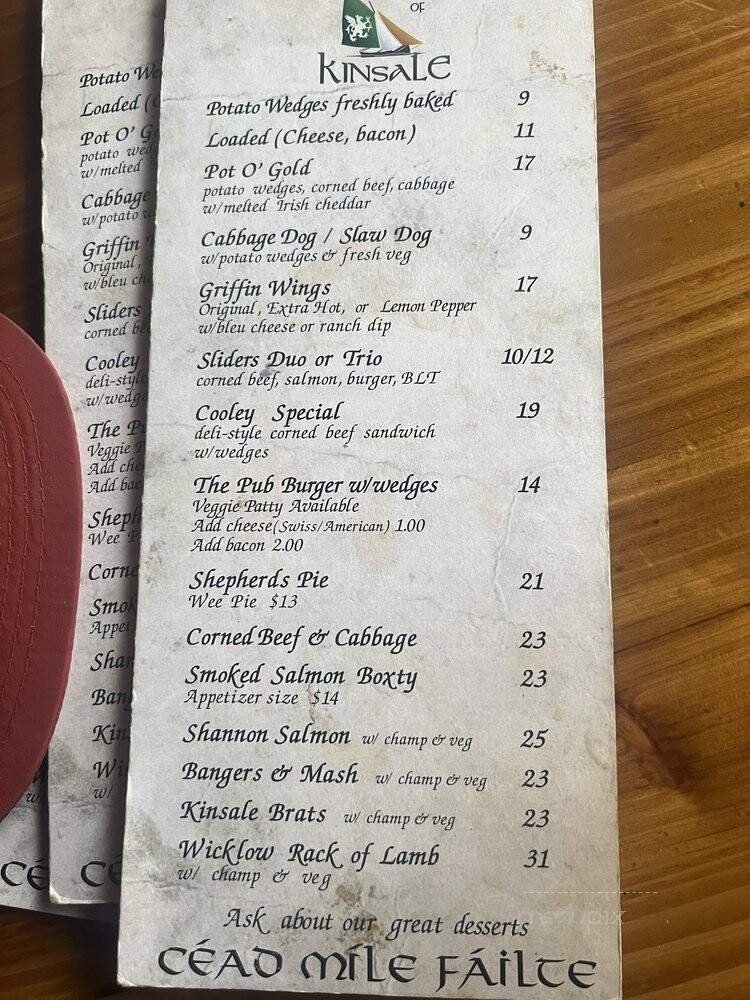 OF
KINSALE
Potato Wedges freshly baked 9
Loaded (Cheese, bacon) 11
Pot O' Gold 17
potato wedges, corned beef, cabbage
w/melted Irish cheddar
Cabbage Dog / Slaw Dog 9
w/potato wedges & fresh veg
Griffin Wings 17
Original, Extra Hot, or Lemon Pepper
w/bleu cheese or ranch dip
Sliders Duo or Trio 10/12
corned beef, salmon, burger, BLT
Cooley Special 19
deli-style corned beef sandwich
w/wedges
The Pub Burger w/wedges 14
Veggie Patty Available
Add cheese(Swiss/American) 1.00
Add bacon 2.00
Shepherds Pie 21
Wee Pie $13
Corned Beef & Cabbage 23
Smoked Salmon Boxty 23
Appetizer size $14
Shannon Salmon w/ champ & veg 25
Bangers & Mash w/ champ & veg 23
Kinsale Brats w/ champ & veg 23
Wicklow Rack of Lamb 31
w/ champ & veg
Ask about our great desserts
CÉAD MÍLE FÁILTE
menupix